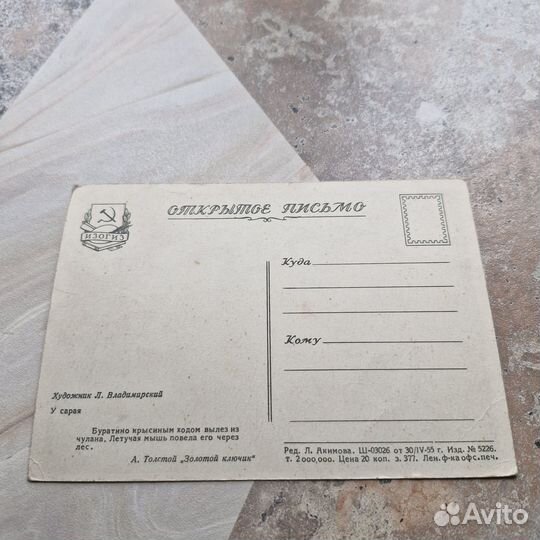 ОТКРЫТОЕ ПИСЬМО
ИЗОГИЗ
Куда
Кому
Художник Л. Владимирский
У сарая
Буратино крысиным ходом вылез из
чулана. Летучая мышь повела его через
лес.
А. Толстой „Золотой ключик“
Ред. Л. Акимова. Ш-03026 от 30/IV-55 г. Изд. № 5226.
т. 2 000,000. Цена 20 коп. з. 377. Лен. ф-ка офс. печ.
Avito